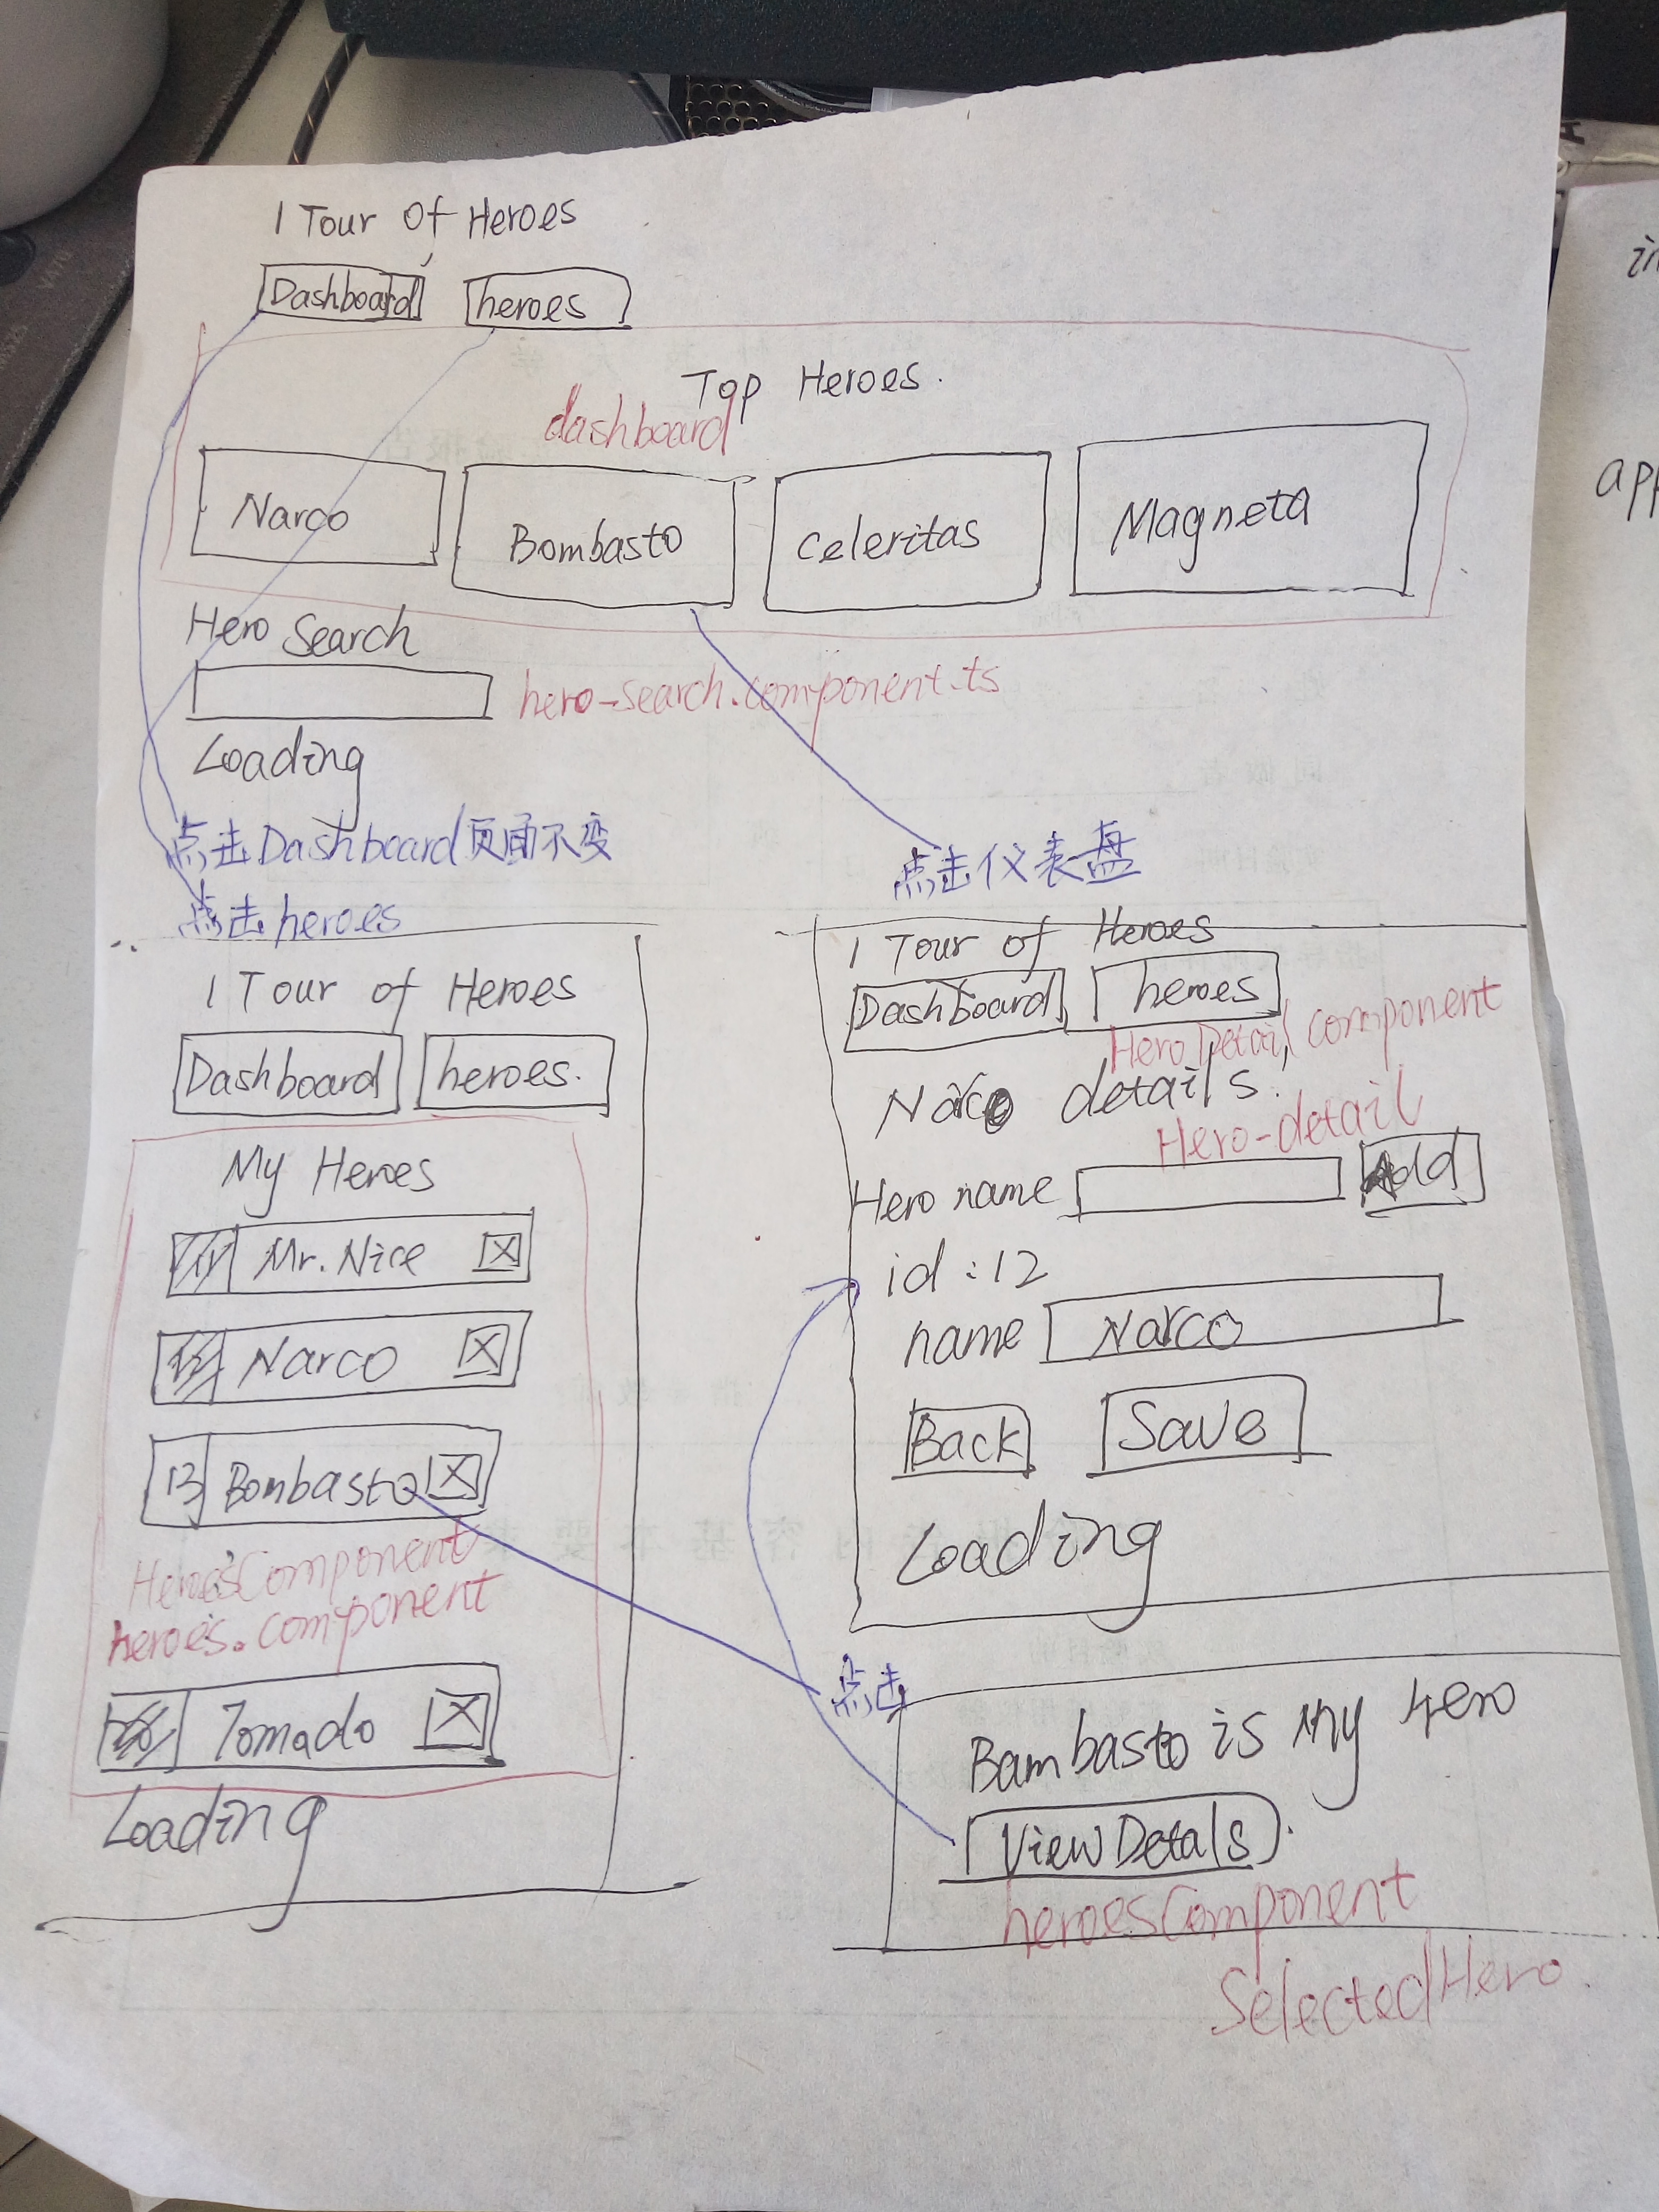 1 Tour of Heroes
Dashboard heroes
Top Heroes.
dashboard
Narco Bombasto Celeritas Magneta
Hero Search
hero-search.component.ts
Loading
点击Dashboard页面不变
点击仪表盘
点击heroes
1 Tour of Heroes
Dashboard heroes.
My Heroes
Mr.Nice X
Narco X
13 Bombasto X
HeroesComponent
heroes.component
Tomado X
Loading
1 Tour of Heroes
Dashboard heroes
Hero Detail component
Narco details.
Hero-detail
Hero name Add
id:12
name Narco
Back Save
Loading
点击
Bambasto is My Hero
View Detals
heroesComponent
SelectedHero.
in
app